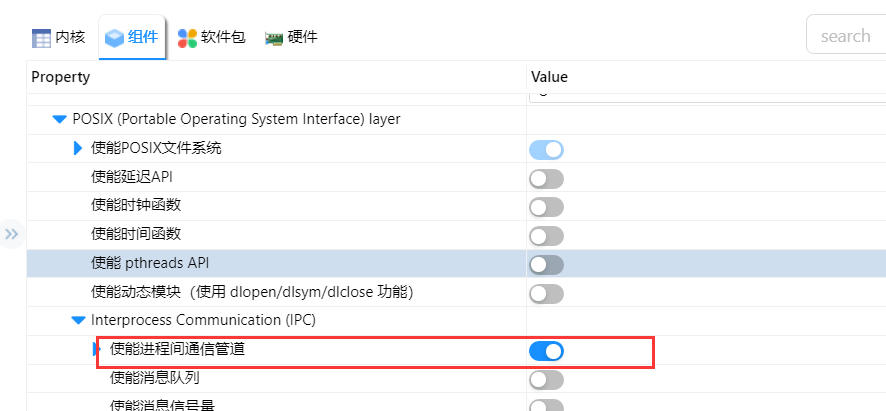 内核 组件 软件包 硬件 search
Property Value
POSIX (Portable Operating System Interface) layer
使能POSIX文件系统
使能延迟API
使能时钟函数
使能时间函数
使能 pthreads API
使能动态模块（使用 dlopen/dlsym/dlclose 功能）
Interprocess Communication (IPC)
使能进程间通信管道
使能消息队列
使能消息信号量